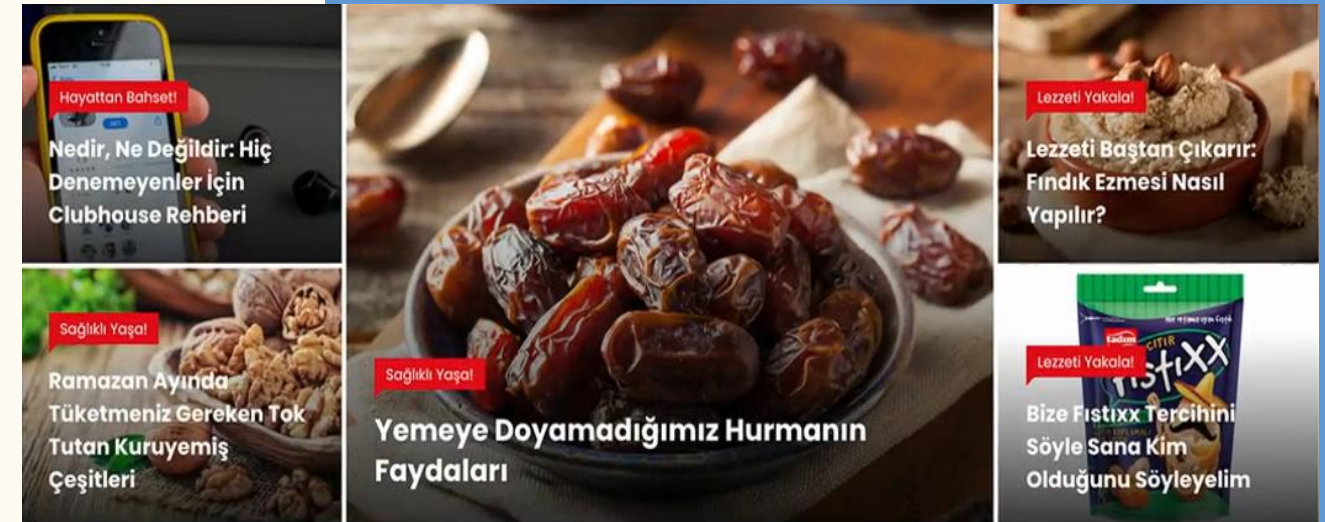 Hayattan Bahset!
Nedir, Ne Değildir: Hiç
Denemeyenler İçin
Clubhouse Rehberi
Sağlıklı Yaşa!
Ramazan Ayında
Tüketmeniz Gereken Tok
Tutan Kuruyemiş
Çeşitleri
Sağlıklı Yaşa!
Yemeye Doyamadığımız Hurmanın
Faydaları
Lezzeti Yakala!
Lezzeti Baştan Çıkarır:
Fındık Ezmesi Nasıl
Yapılır?
tadım
ÇITIR
Lezzeti Yakala!
Bize Fıstıxx Tercihini
Söyle Sana Kim
Olduğunu Söyleyelim